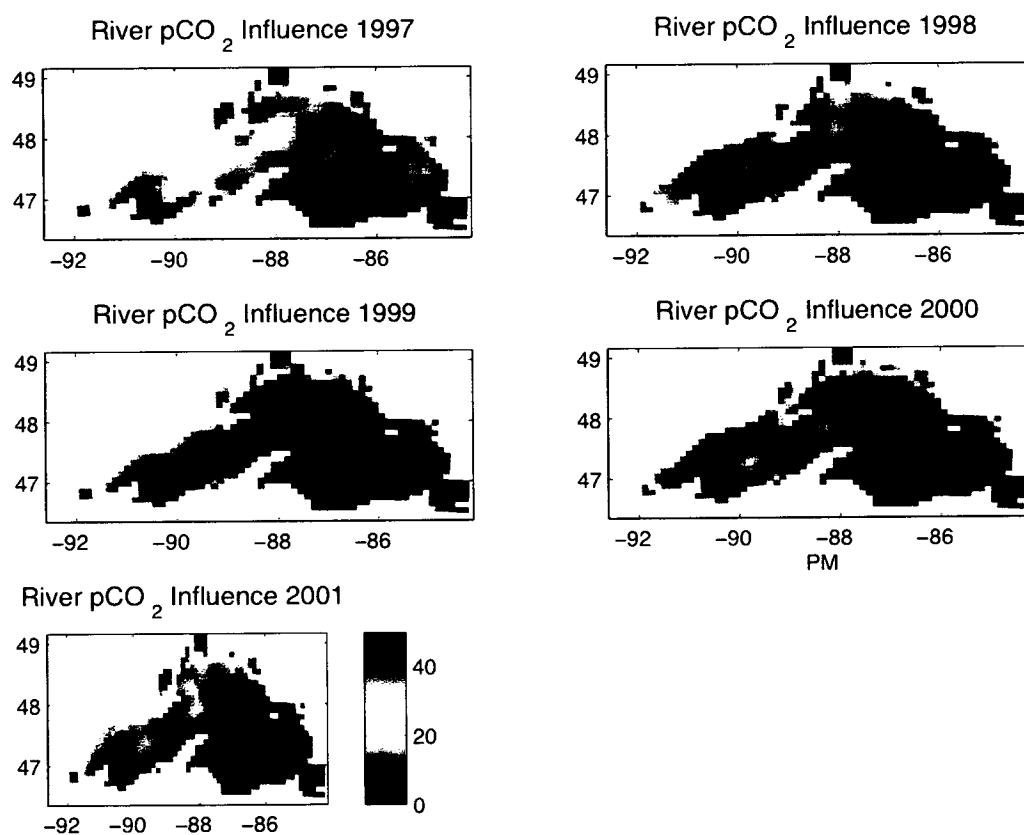 River pCO 2 Influence 1997
49
48
47
−92 −90 −88 −86
River pCO 2 Influence 1998
49
48
47
−92 −90 −88 −86
River pCO 2 Influence 1999
49
48
47
−92 −90 −88 −86
River pCO 2 Influence 2000
49
48
47
−92 −90 −88 −86
PM
River pCO 2 Influence 2001
49
48
47
−92 −90 −88 −86
40
20
0